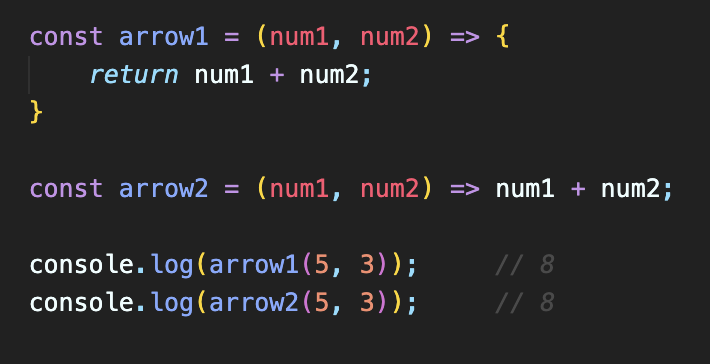 const arrow1 = (num1, num2) => {
    return num1 + num2;
}
const arrow2 = (num1, num2) => num1 + num2;
console.log(arrow1(5, 3));     // 8
console.log(arrow2(5, 3));     // 8